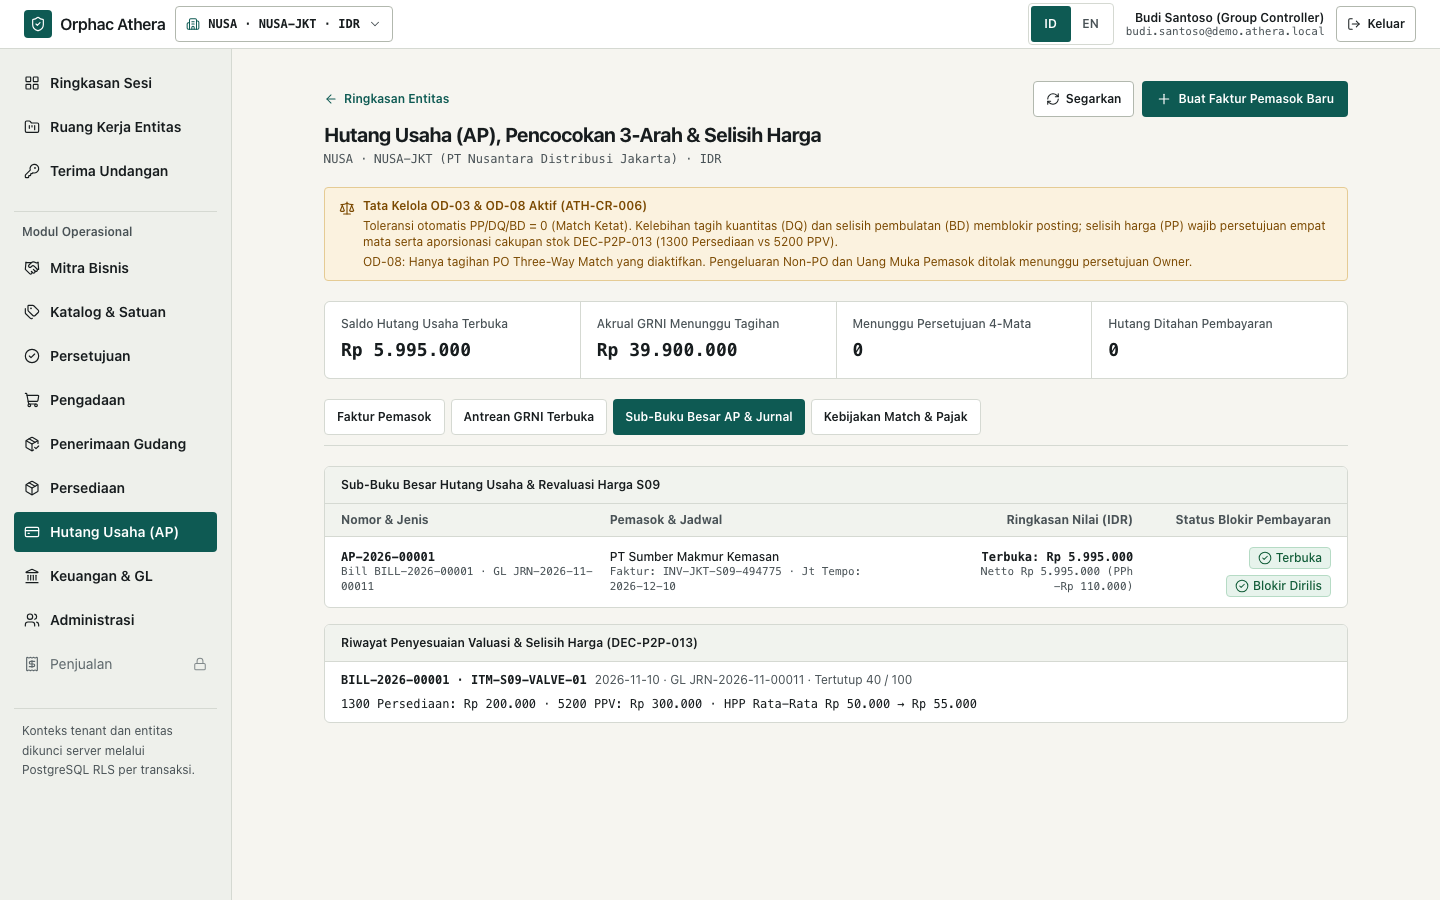 Orphac Athera
NUSA · NUSA-JKT · IDR
ID
EN
Budi Santoso (Group Controller)
budi.santoso@demo.athera.local
Keluar
Ringkasan Sesi
Ruang Kerja Entitas
Terima Undangan
Modul Operasional
Mitra Bisnis
Katalog & Satuan
Persetujuan
Pengadaan
Penerimaan Gudang
Persediaan
Hutang Usaha (AP)
Keuangan & GL
Administrasi
Penjualan
Konteks tenant dan entitas
dikunci server melalui
PostgreSQL RLS per transaksi.
Ringkasan Entitas
Segarkan
Buat Faktur Pemasok Baru
Hutang Usaha (AP), Pencocokan 3-Arah & Selisih Harga
NUSA · NUSA-JKT (PT Nusantara Distribusi Jakarta) · IDR
Tata Kelola OD-03 & OD-08 Aktif (ATH-CR-006)
Toleransi otomatis PP/DQ/BD = 0 (Match Ketat). Kelebihan tagih kuantitas (DQ) dan selisih pembulatan (BD) memblokir posting; selisih harga (PP) wajib persetujuan empat
mata serta aporsionasi cakupan stok DEC-P2P-013 (1300 Persediaan vs 5200 PPV).
OD-08: Hanya tagihan PO Three-Way Match yang diaktifkan. Pengeluaran Non-PO dan Uang Muka Pemasok ditolak menunggu persetujuan Owner.
Saldo Hutang Usaha Terbuka
Rp 5.995.000
Akrual GRNI Menunggu Tagihan
Rp 39.900.000
Menunggu Persetujuan 4-Mata
0
Hutang Ditahan Pembayaran
0
Faktur Pemasok
Antrean GRNI Terbuka
Sub-Buku Besar AP & Jurnal
Kebijakan Match & Pajak
Sub-Buku Besar Hutang Usaha & Revaluasi Harga S09
Nomor & Jenis
Pemasok & Jadwal
Ringkasan Nilai (IDR)
Status Blokir Pembayaran
AP-2026-00001
Bill BILL-2026-00001 · GL JRN-2026-11-
00011
PT Sumber Makmur Kemasan
Faktur: INV-JKT-S09-494775 · Jt Tempo:
2026-12-10
Terbuka: Rp 5.995.000
Netto Rp 5.995.000 (PPh
-Rp 110.000)
Terbuka
Blokir Dirilis
Riwayat Penyesuaian Valuasi & Selisih Harga (DEC-P2P-013)
BILL-2026-00001 · ITM-S09-VALVE-01 2026-11-10 · GL JRN-2026-11-00011 · Tertutup 40 / 100
1300 Persediaan: Rp 200.000 · 5200 PPV: Rp 300.000 · HPP Rata-Rata Rp 50.000 → Rp 55.000